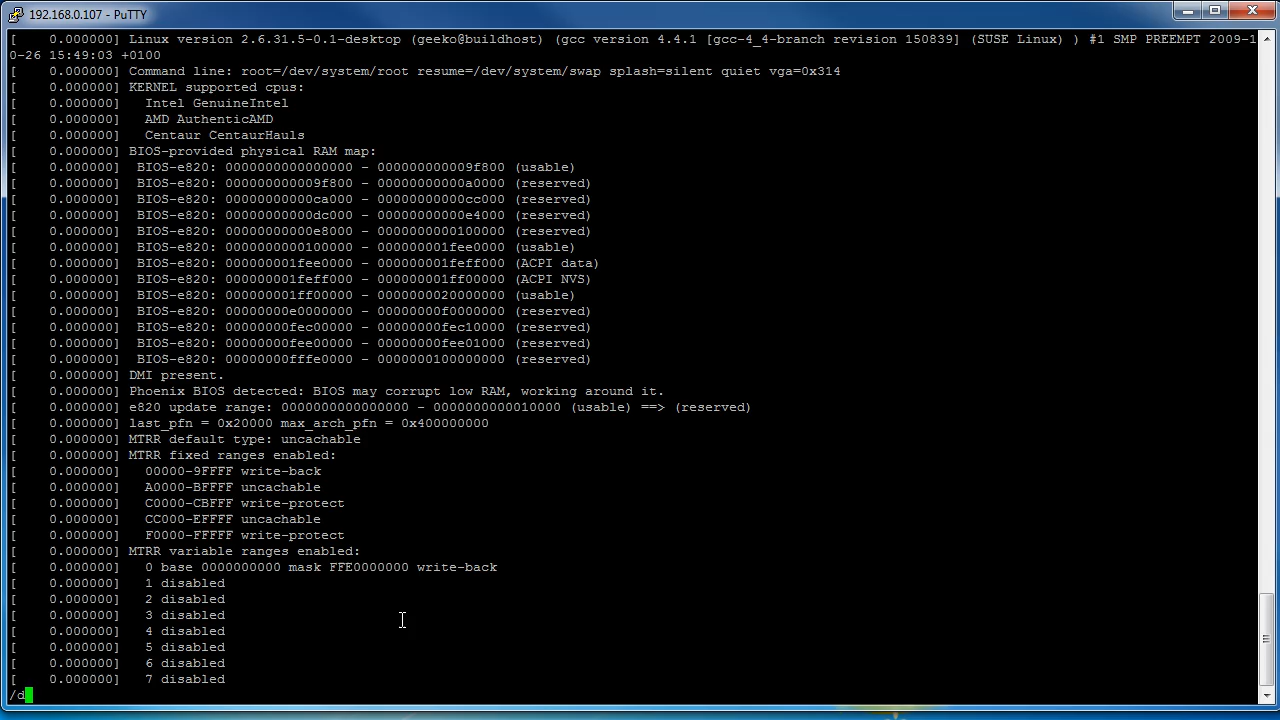 192.168.0.107 - PuTTY
[    0.000000] Linux version 2.6.31.5-0.1-desktop (geeko@buildhost) (gcc version 4.4.1 [gcc-4_4-branch revision 150839] (SUSE Linux) ) #1 SMP PREEMPT 2009-1
0-26 15:49:03 +0100
[    0.000000] Command line: root=/dev/system/root resume=/dev/system/swap splash=silent quiet vga=0x314
[    0.000000] KERNEL supported cpus:
[    0.000000]   Intel GenuineIntel
[    0.000000]   AMD AuthenticAMD
[    0.000000]   Centaur CentaurHauls
[    0.000000] BIOS-provided physical RAM map:
[    0.000000]  BIOS-e820: 0000000000000000 - 000000000009f800 (usable)
[    0.000000]  BIOS-e820: 000000000009f800 - 00000000000a0000 (reserved)
[    0.000000]  BIOS-e820: 00000000000ca000 - 00000000000cc000 (reserved)
[    0.000000]  BIOS-e820: 00000000000dc000 - 00000000000e4000 (reserved)
[    0.000000]  BIOS-e820: 00000000000e8000 - 0000000000100000 (reserved)
[    0.000000]  BIOS-e820: 0000000000100000 - 000000001fee0000 (usable)
[    0.000000]  BIOS-e820: 000000001fee0000 - 000000001feff000 (ACPI data)
[    0.000000]  BIOS-e820: 000000001feff000 - 000000001ff00000 (ACPI NVS)
[    0.000000]  BIOS-e820: 000000001ff00000 - 0000000020000000 (usable)
[    0.000000]  BIOS-e820: 00000000e0000000 - 00000000f0000000 (reserved)
[    0.000000]  BIOS-e820: 00000000fec00000 - 00000000fec10000 (reserved)
[    0.000000]  BIOS-e820: 00000000fee00000 - 00000000fee01000 (reserved)
[    0.000000]  BIOS-e820: 00000000fffe0000 - 0000000100000000 (reserved)
[    0.000000] DMI present.
[    0.000000] Phoenix BIOS detected: BIOS may corrupt low RAM, working around it.
[    0.000000] e820 update range: 0000000000000000 - 0000000000010000 (usable) ==> (reserved)
[    0.000000] last_pfn = 0x20000 max_arch_pfn = 0x400000000
[    0.000000] MTRR default type: uncachable
[    0.000000] MTRR fixed ranges enabled:
[    0.000000]   00000-9FFFF write-back
[    0.000000]   A0000-BFFFF uncachable
[    0.000000]   C0000-CBFFF write-protect
[    0.000000]   CC000-EFFFF uncachable
[    0.000000]   F0000-FFFFF write-protect
[    0.000000] MTRR variable ranges enabled:
[    0.000000]   0 base 0000000000 mask FFE0000000 write-back
[    0.000000]   1 disabled
[    0.000000]   2 disabled
[    0.000000]   3 disabled
[    0.000000]   4 disabled
[    0.000000]   5 disabled
[    0.000000]   6 disabled
[    0.000000]   7 disabled
/d